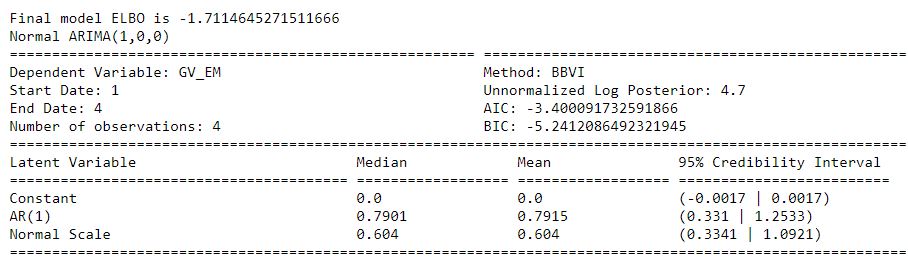 Final model ELBO is -1.7114645271511666
Normal ARIMA(1,0,0)
======================================================= ==================================================
Dependent Variable: GV_EM                               Method: BBVI
Start Date: 1                                           Unnormalized Log Posterior: 4.7
End Date: 4                                             AIC: -3.400091732591866
Number of observations: 4                               BIC: -5.2412086492321945
==========================================================================================================
Latent Variable                          Median             Mean               95% Credibility Interval
======================================== ================== ================== =========================
Constant                                 0.0                0.0                (-0.0017 | 0.0017)
AR(1)                                    0.7901             0.7915             (0.331 | 1.2533)
Normal Scale                             0.604              0.604              (0.3341 | 1.0921)
==========================================================================================================